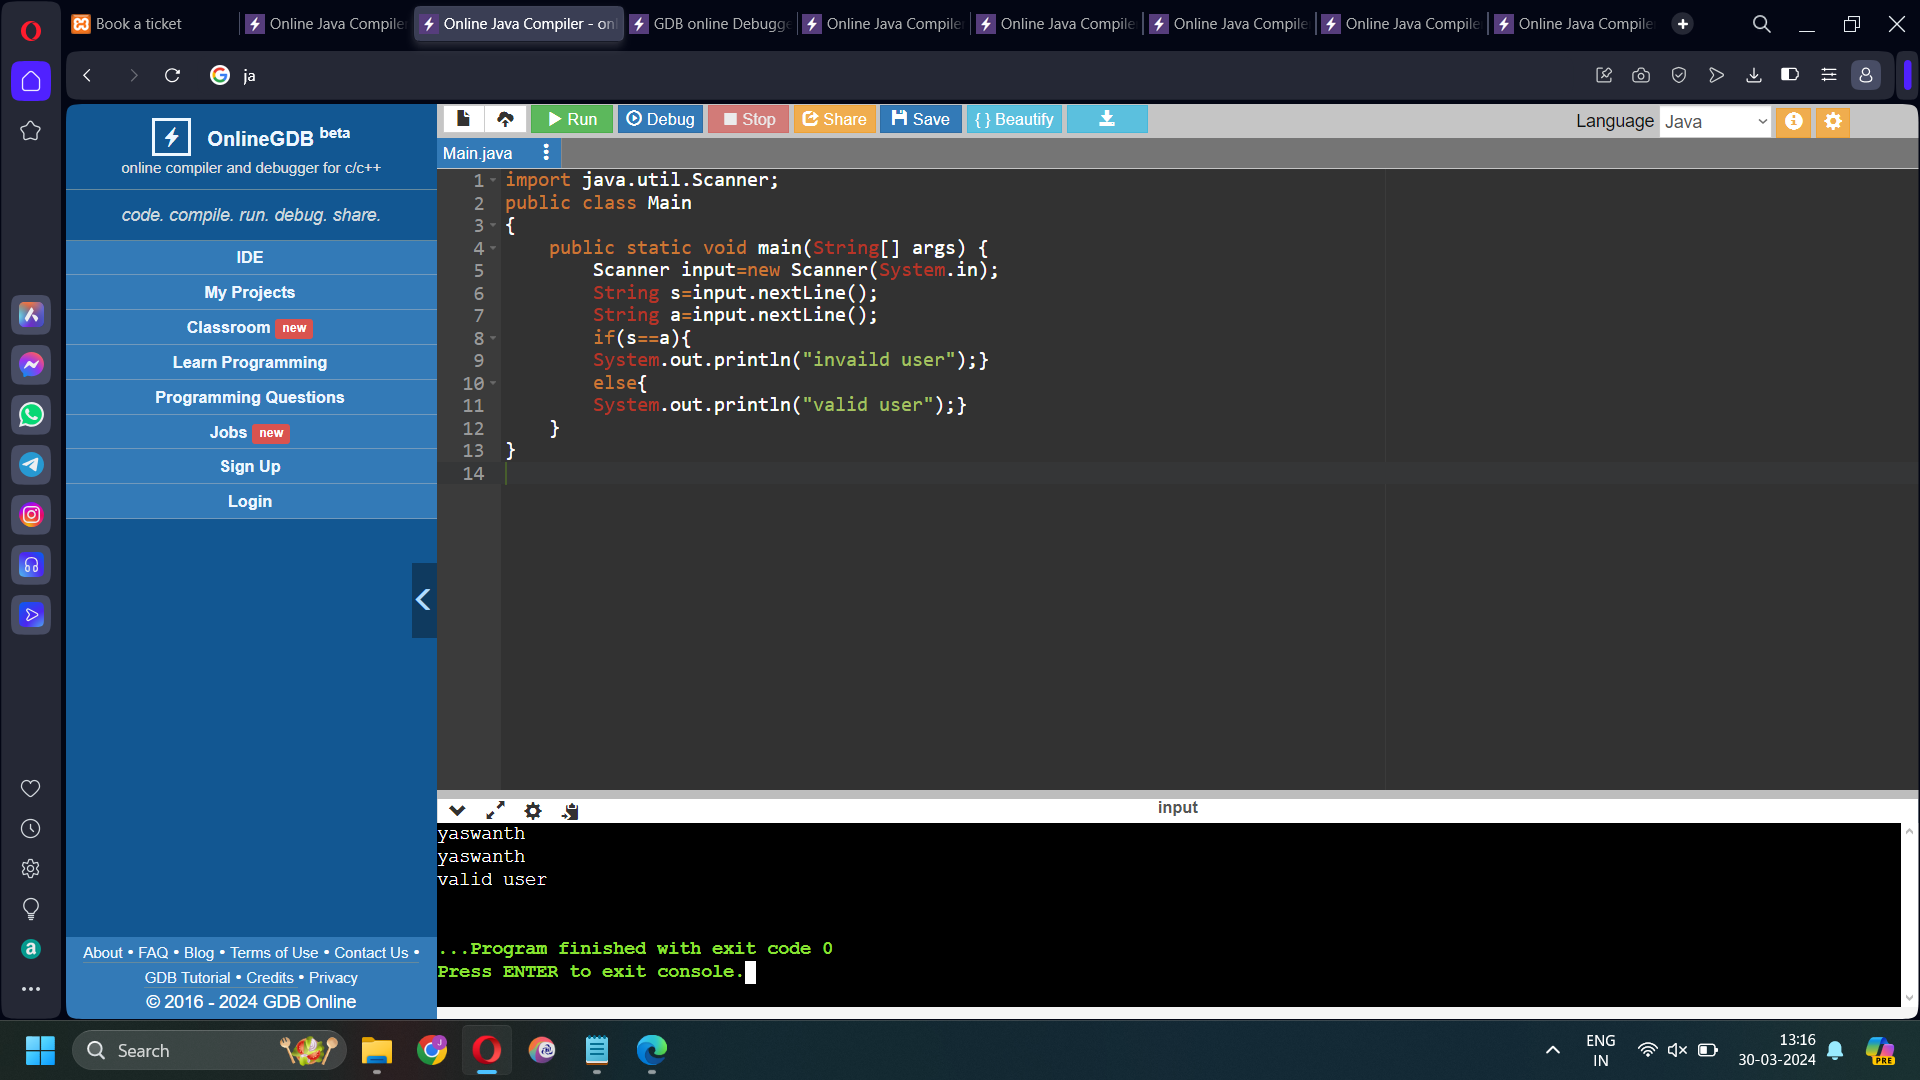 Book a ticket
Online Java Compiler
Online Java Compiler - onl
GDB online Debugge
Online Java Compile
Online Java Compile
Online Java Compile
Online Java Compile
Online Java Compile
ja
OnlineGDB beta
online compiler and debugger for c/c++
code. compile. run. debug. share.
IDE
My Projects
Classroom new
Learn Programming
Programming Questions
Jobs new
Sign Up
Login
About • FAQ • Blog • Terms of Use • Contact Us •
GDB Tutorial • Credits • Privacy
© 2016 - 2024 GDB Online
Run
Debug
Stop
Share
Save
{ } Beautify
Language Java
Main.java
1 import java.util.Scanner;
2 public class Main
3 {
4     public static void main(String[] args) {
5         Scanner input=new Scanner(System.in);
6         String s=input.nextLine();
7         String a=input.nextLine();
8         if(s==a){
9         System.out.println("invaild user");}
10         else{
11         System.out.println("valid user");}
12     }
13 }
14
input
yaswanth
yaswanth
valid user
...Program finished with exit code 0
Press ENTER to exit console.
Search
ENG
IN
13:16
30-03-2024
PRE